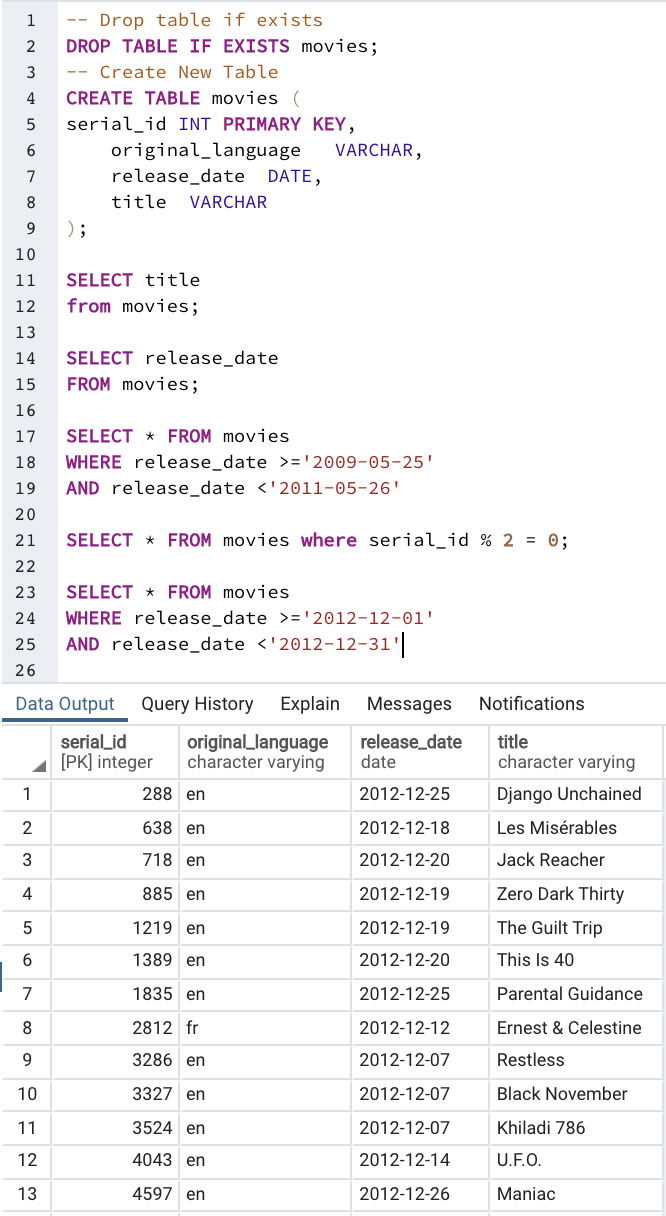 1 -- Drop table if exists
2 DROP TABLE IF EXISTS movies;
3 -- Create New Table
4 CREATE TABLE movies (
5 serial_id INT PRIMARY KEY,
6     original_language   VARCHAR,
7     release_date  DATE,
8     title  VARCHAR
9 );
10
11 SELECT title
12 from movies;
13
14 SELECT release_date
15 FROM movies;
16
17 SELECT * FROM movies
18 WHERE release_date >='2009-05-25'
19 AND release_date <'2011-05-26'
20
21 SELECT * FROM movies where serial_id % 2 = 0;
22
23 SELECT * FROM movies
24 WHERE release_date >='2012-12-01'
25 AND release_date <'2012-12-31'
26
Data Output Query History Explain Messages Notifications
serial_id original_language release_date title
[PK] integer character varying date character varying
1 288 en 2012-12-25 Django Unchained
2 638 en 2012-12-18 Les Misérables
3 718 en 2012-12-20 Jack Reacher
4 885 en 2012-12-19 Zero Dark Thirty
5 1219 en 2012-12-19 The Guilt Trip
6 1389 en 2012-12-20 This Is 40
7 1835 en 2012-12-25 Parental Guidance
8 2812 fr 2012-12-12 Ernest & Celestine
9 3286 en 2012-12-07 Restless
10 3327 en 2012-12-07 Black November
11 3524 en 2012-12-07 Khiladi 786
12 4043 en 2012-12-14 U.F.O.
13 4597 en 2012-12-26 Maniac